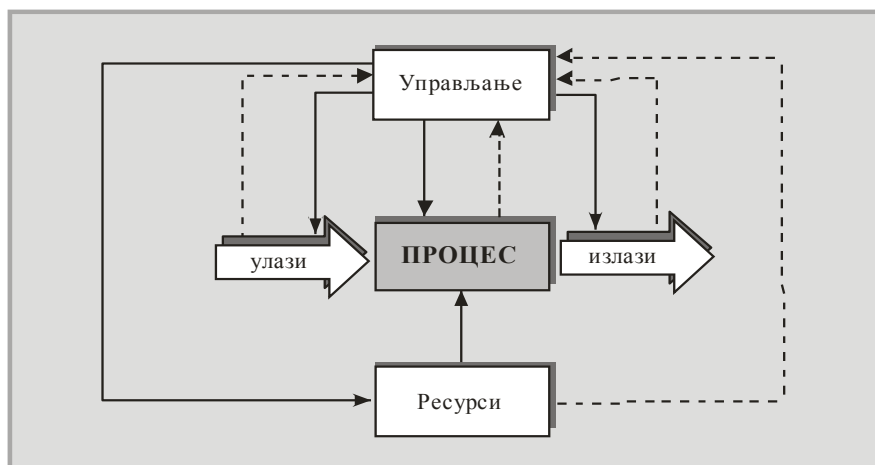 Управљање
улази
ПРОЦЕС
излази
Ресурси